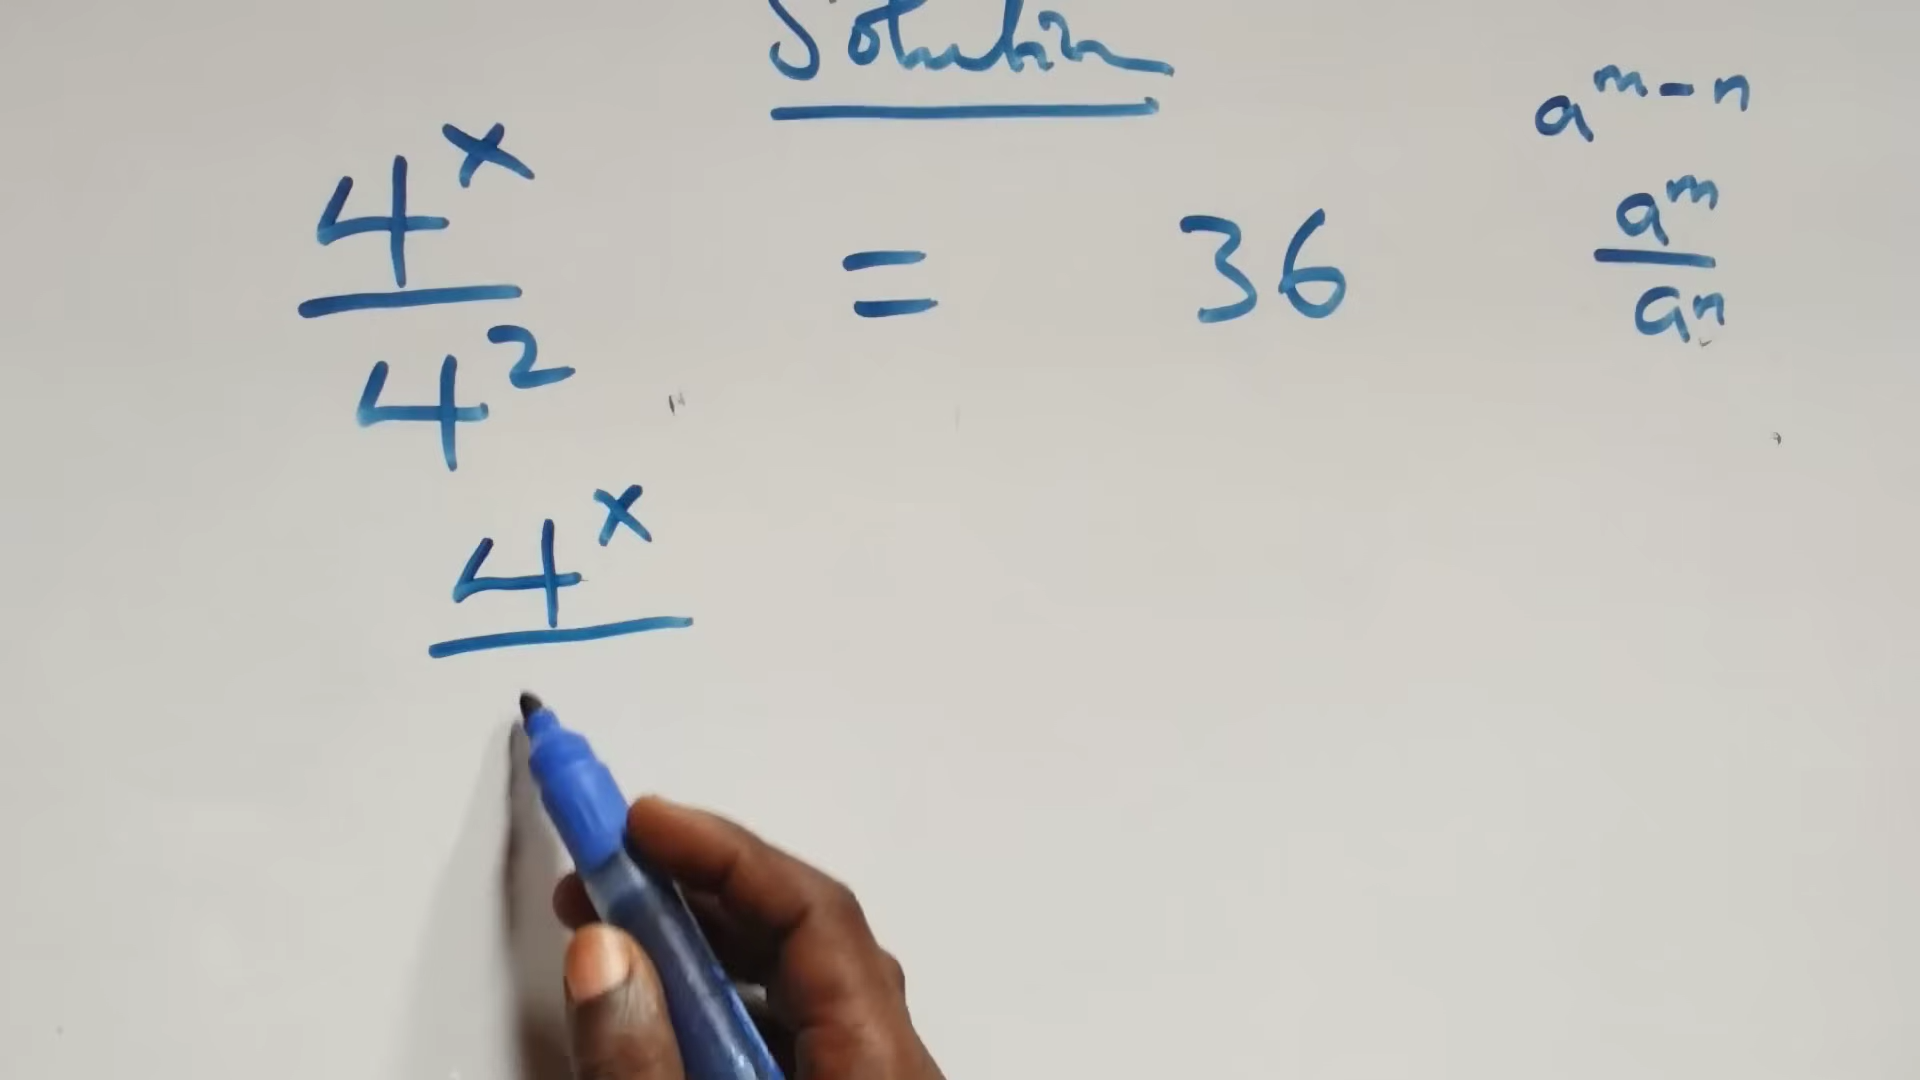 Solution
a^{m-n}
4^x / 4^2 = 36
a^m / a^n
4^x